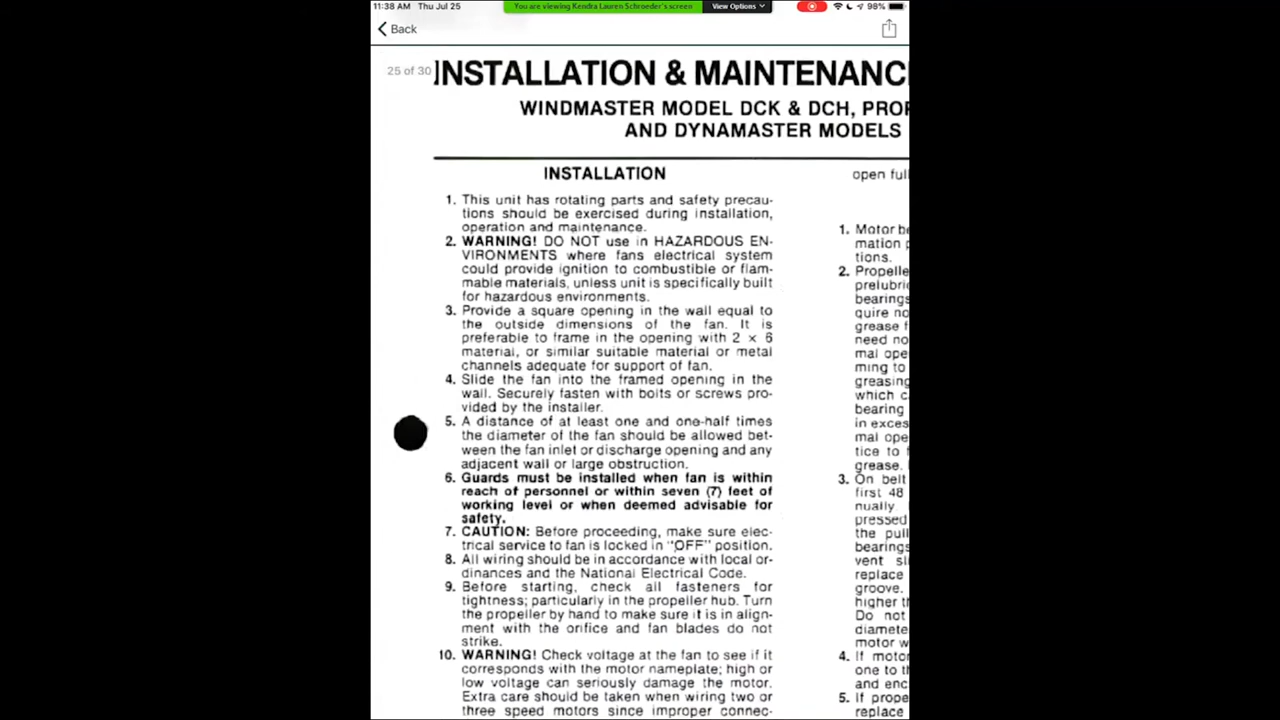 11:38 AM Thu Jul 25
You are viewing Kendra Lauren Schroeder's screen
View Options
98%
Back
25 of 30
INSTALLATION & MAINTENANC
WINDMASTER MODEL DCK & DCH, PROP
AND DYNAMASTER MODELS
INSTALLATION
1. This unit has rotating parts and safety precau-
tions should be exercised during installation,
operation and maintenance.
2. WARNING! DO NOT use in HAZARDOUS EN-
VIRONMENTS where fans electrical system
could provide ignition to combustible or flam-
mable materials, unless unit is specifically built
for hazardous environments.
3. Provide a square opening in the wall equal to
the outside dimensions of the fan. It is
preferable to frame in the opening with 2 × 6
material, or similar suitable material or metal
channels adequate for support of fan.
4. Slide the fan into the framed opening in the
wall. Securely fasten with bolts or screws pro-
vided by the installer.
5. A distance of at least one and one-half times
the diameter of the fan should be allowed bet-
ween the fan inlet or discharge opening and any
adjacent wall or large obstruction.
6. Guards must be installed when fan is within
reach of personnel or within seven (7) feet of
working level or when deemed advisable for
safety.
7. CAUTION: Before proceeding, make sure elec-
trical service to fan is locked in "OFF" position.
8. All wiring should be in accordance with local or-
dinances and the National Electrical Code.
9. Before starting, check all fasteners for
tightness; particularly in the propeller hub. Turn
the propeller by hand to make sure it is in align-
ment with the orifice and fan blades do not
strike.
10. WARNING! Check voltage at the fan to see if it
corresponds with the motor nameplate; high or
low voltage can seriously damage the motor.
Extra care should be taken when wiring two or
three speed motors since improper connec-
open full
1. Motor be
mation p
tions.
2. Propelle
prelubric
bearings
quire no
grease f
need no
mal ope
ming to
greasing
which c
bearing
in exces
mal ope
tice to
grease.
3. On belt
first 48
nually.
pressed
the pull
bearings
vent sl
replace
groove.
higher th
Do not
diamete
motor w
4. If motor
one to th
and enc
5. If prope
replace